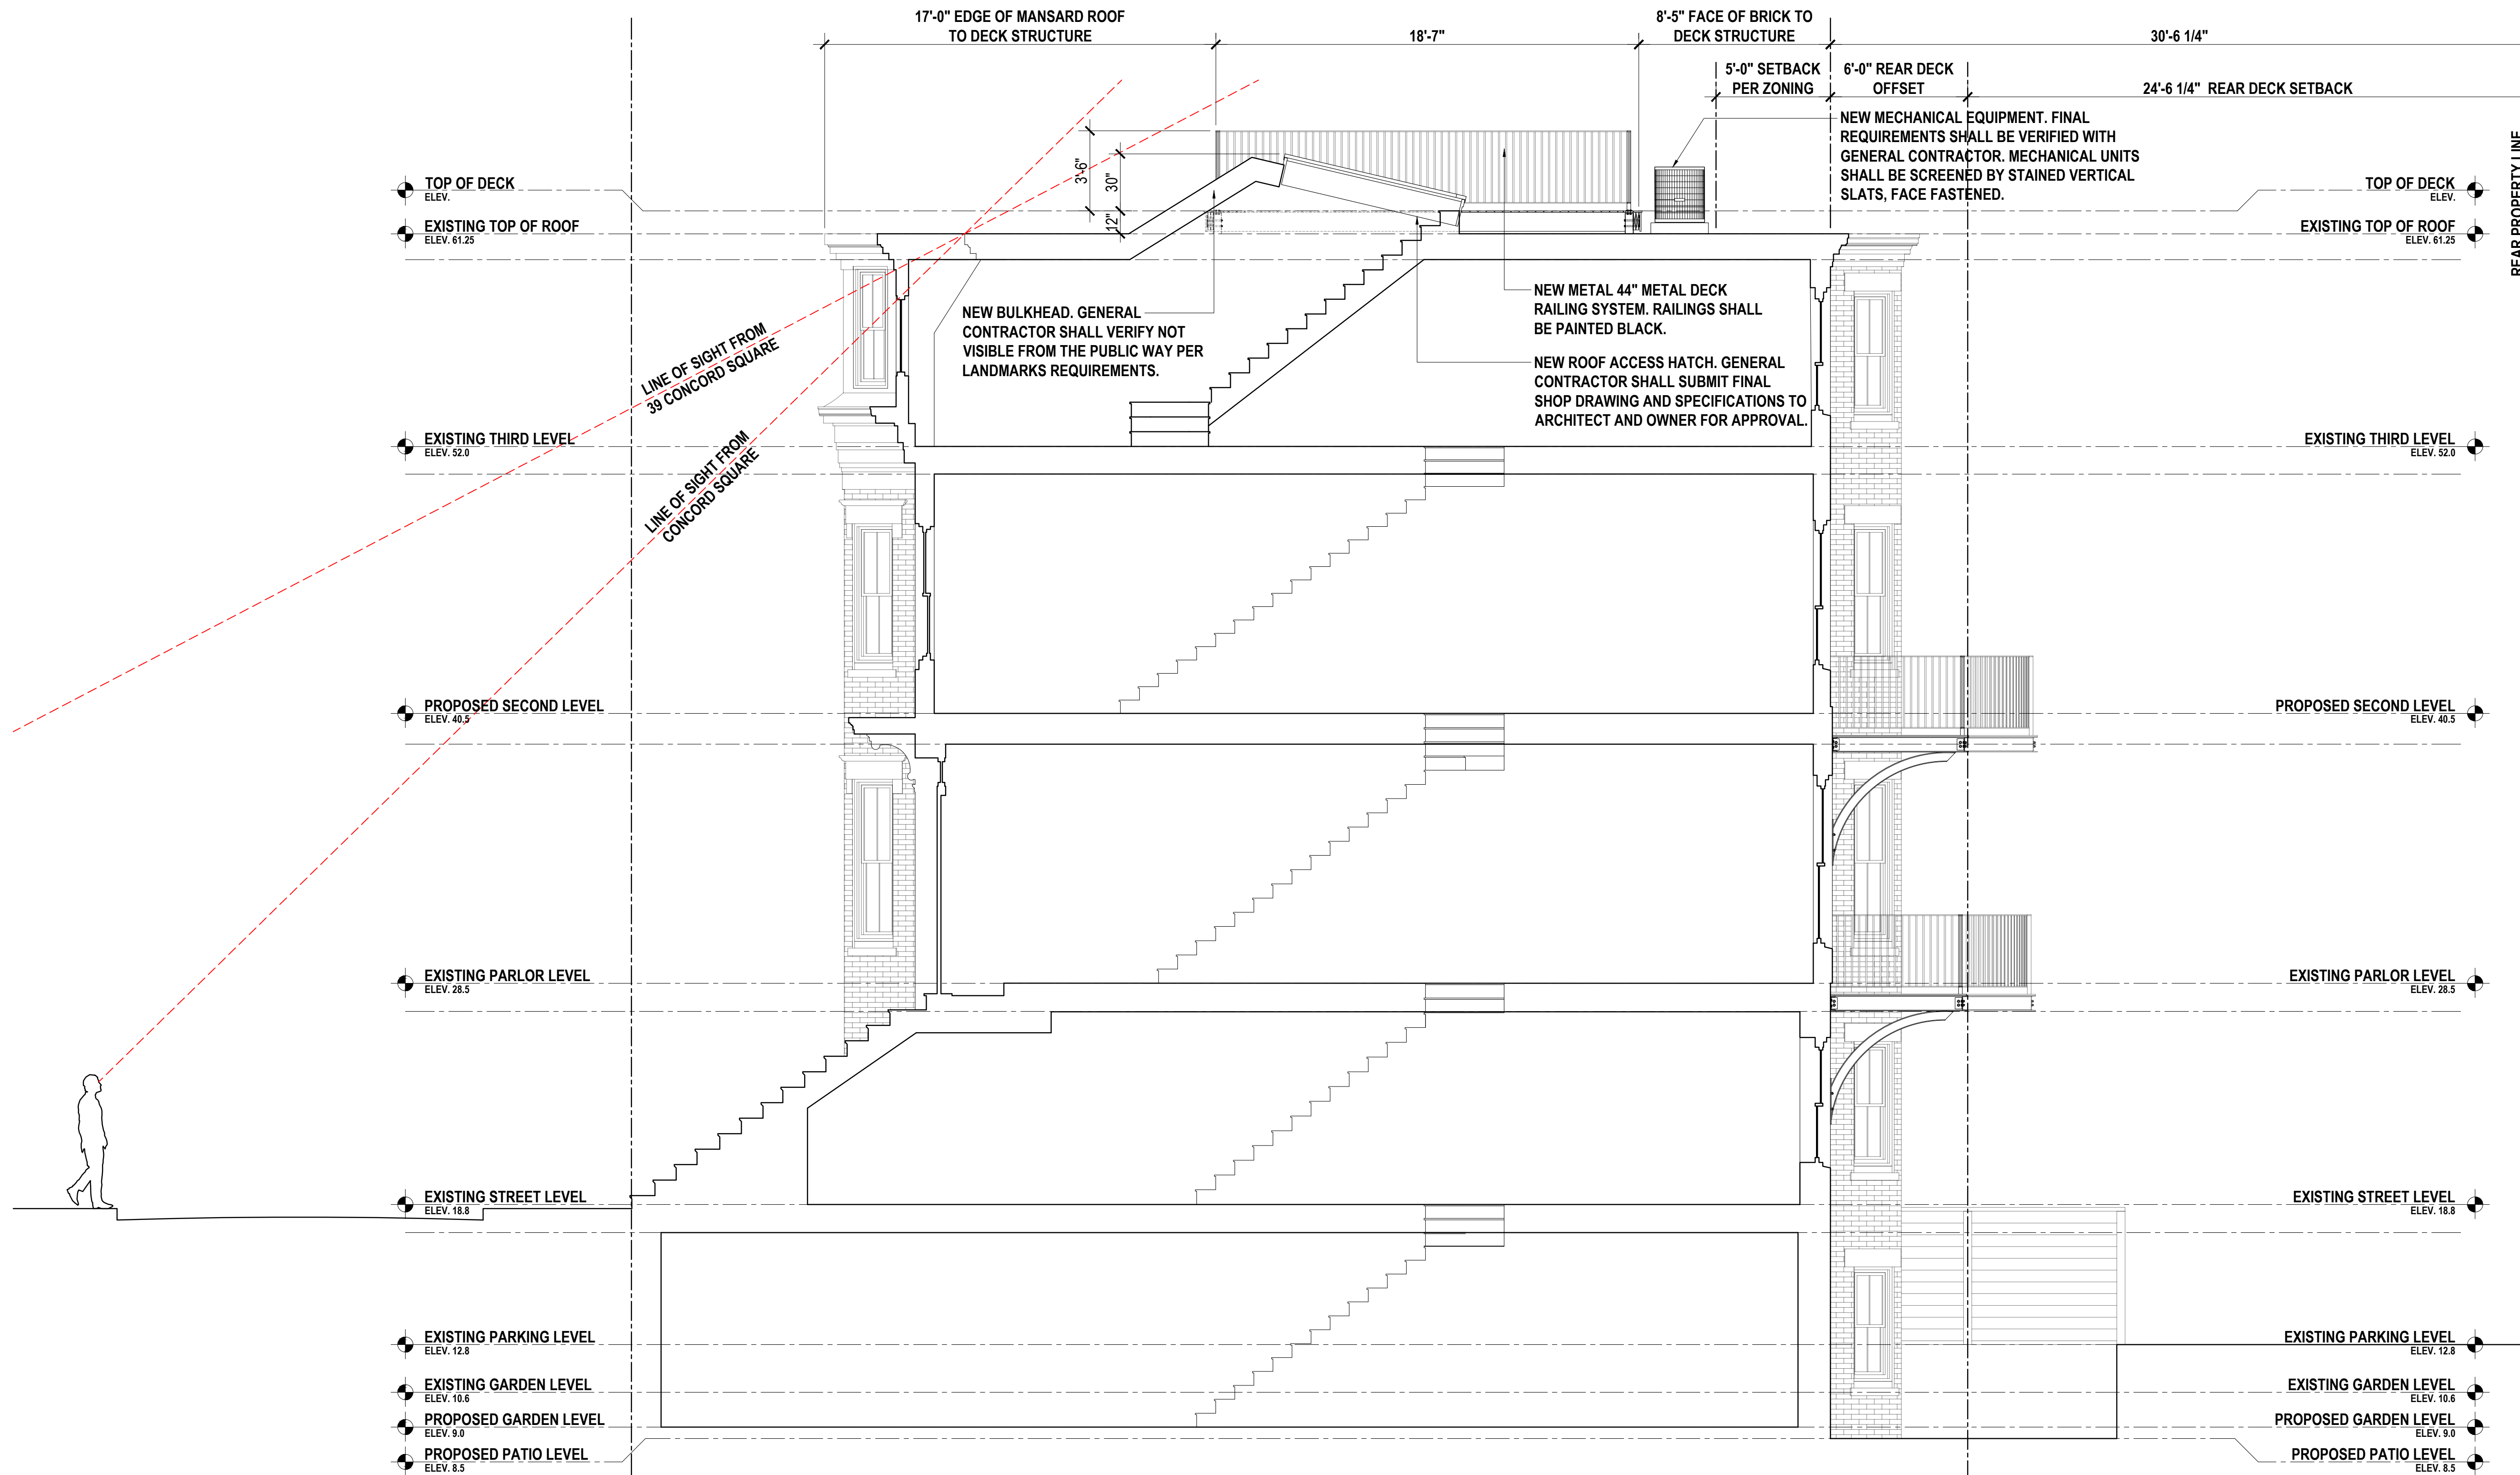 17'-0" EDGE OF MANSARD ROOF
TO DECK STRUCTURE
18'-7"
8'-5" FACE OF BRICK TO
DECK STRUCTURE
30'-6 1/4"
5'-0" SETBACK
PER ZONING
6'-0" REAR DECK
OFFSET
24'-6 1/4" REAR DECK SETBACK
NEW MECHANICAL EQUIPMENT. FINAL
REQUIREMENTS SHALL BE VERIFIED WITH
GENERAL CONTRACTOR. MECHANICAL UNITS
SHALL BE SCREENED BY STAINED VERTICAL
SLATS, FACE FASTENED.
REAR PROPERTY LINE
3'-6"
30"
12"
TOP OF DECK
ELEV.
EXISTING TOP OF ROOF
ELEV. 61.25
TOP OF DECK
ELEV.
EXISTING TOP OF ROOF
ELEV. 61.25
NEW BULKHEAD. GENERAL
CONTRACTOR SHALL VERIFY NOT
VISIBLE FROM THE PUBLIC WAY PER
LANDMARKS REQUIREMENTS.
NEW METAL 44" METAL DECK
RAILING SYSTEM. RAILINGS SHALL
BE PAINTED BLACK.
NEW ROOF ACCESS HATCH. GENERAL
CONTRACTOR SHALL SUBMIT FINAL
SHOP DRAWING AND SPECIFICATIONS TO
ARCHITECT AND OWNER FOR APPROVAL.
LINE OF SIGHT FROM
39 CONCORD SQUARE
LINE OF SIGHT FROM
CONCORD SQUARE
EXISTING THIRD LEVEL
ELEV. 52.0
EXISTING THIRD LEVEL
ELEV. 52.0
PROPOSED SECOND LEVEL
ELEV. 40.5
PROPOSED SECOND LEVEL
ELEV. 40.5
EXISTING PARLOR LEVEL
ELEV. 28.5
EXISTING PARLOR LEVEL
ELEV. 28.5
EXISTING STREET LEVEL
ELEV. 18.8
EXISTING STREET LEVEL
ELEV. 18.8
EXISTING PARKING LEVEL
ELEV. 12.8
EXISTING PARKING LEVEL
ELEV. 12.8
EXISTING GARDEN LEVEL
ELEV. 10.6
EXISTING GARDEN LEVEL
ELEV. 10.6
PROPOSED GARDEN LEVEL
ELEV. 9.0
PROPOSED GARDEN LEVEL
ELEV. 9.0
PROPOSED PATIO LEVEL
ELEV. 8.5
PROPOSED PATIO LEVEL
ELEV. 8.5